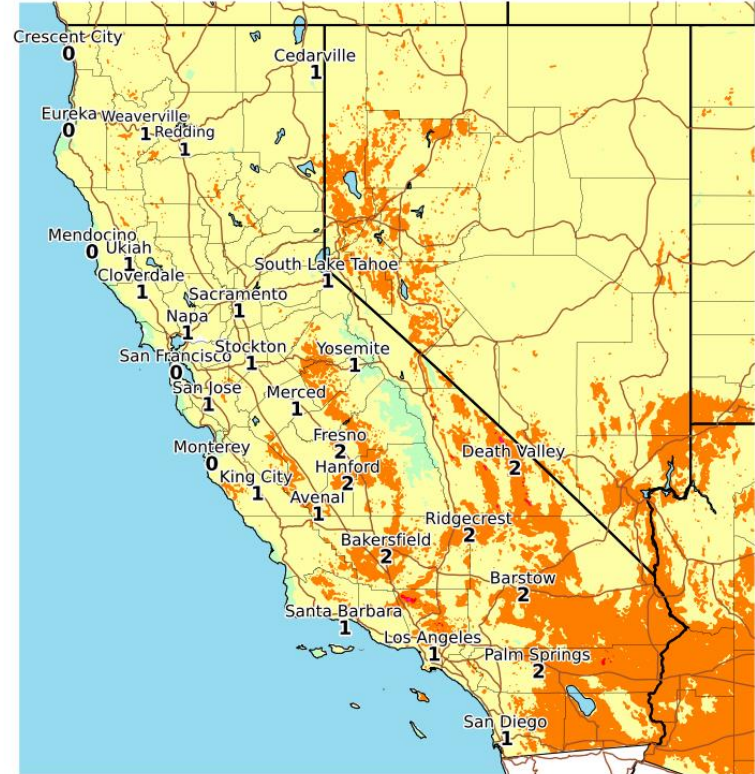 Crescent City
0
Cedarville
1
Eureka
0
Weaverville
1
Redding
1
Mendocino
0
Ukiah
1
Cloverdale
1
South Lake Tahoe
1
Sacramento
1
Napa
1
San Francisco
0
Stockton
1
Yosemite
1
San Jose
1
Merced
1
Monterey
0
Fresno
2
Hanford
2
Death Valley
2
King City
1
Avenal
1
Ridgecrest
2
Bakersfield
2
Barstow
2
Santa Barbara
1
Los Angeles
1
Palm Springs
2
San Diego
1